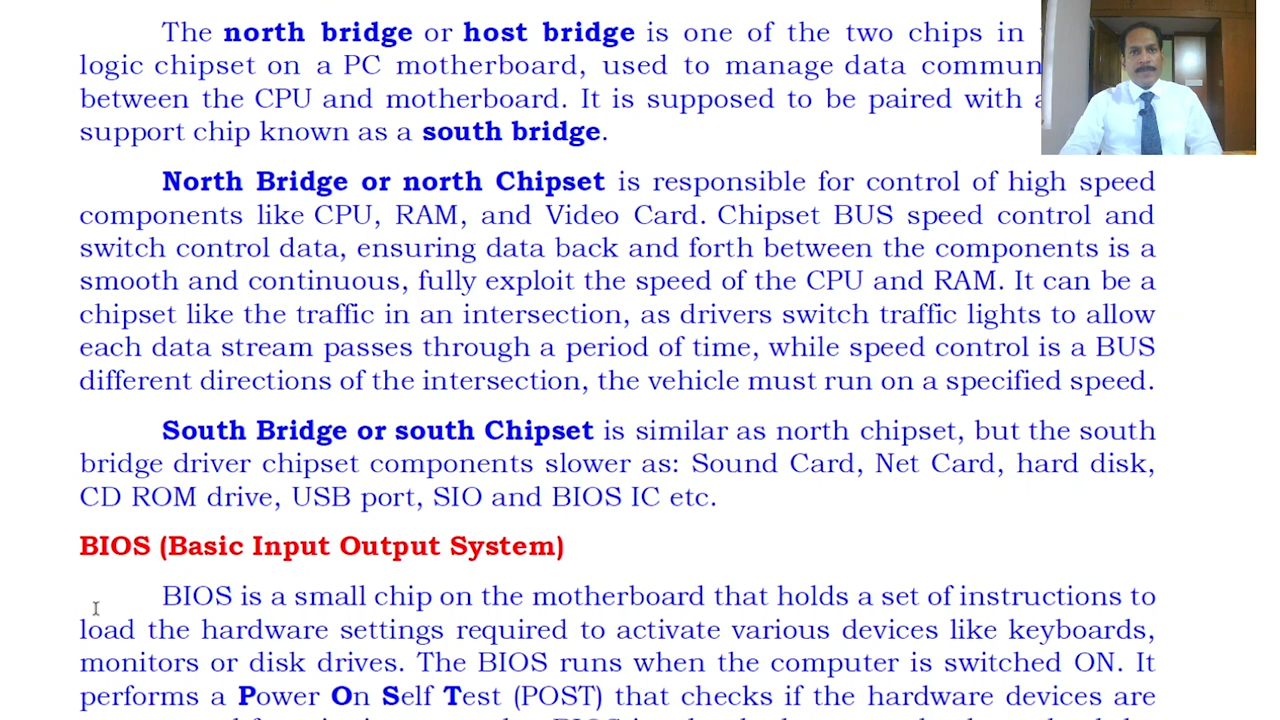 The north bridge or host bridge is one of the two chips in
logic chipset on a PC motherboard, used to manage data
between the CPU and motherboard. It is supposed to be paired with
support chip known as a south bridge.
North Bridge or north Chipset is responsible for control of high speed
components like CPU, RAM, and Video Card. Chipset BUS speed control and
switch control data, ensuring data back and forth between the components is a
smooth and continuous, fully exploit the speed of the CPU and RAM. It can be a
chipset like the traffic in an intersection, as drivers switch traffic lights to allow
each data stream passes through a period of time, while speed control is a BUS
different directions of the intersection, the vehicle must run on a specified speed.
South Bridge or south Chipset is similar as north chipset, but the south
bridge driver chipset components slower as: Sound Card, Net Card, hard disk,
CD ROM drive, USB port, SIO and BIOS IC etc.
BIOS (Basic Input Output System)
BIOS is a small chip on the motherboard that holds a set of instructions to
load the hardware settings required to activate various devices like keyboards,
monitors or disk drives. The BIOS runs when the computer is switched ON. It
performs a Power On Self Test (POST) that checks if the hardware devices are